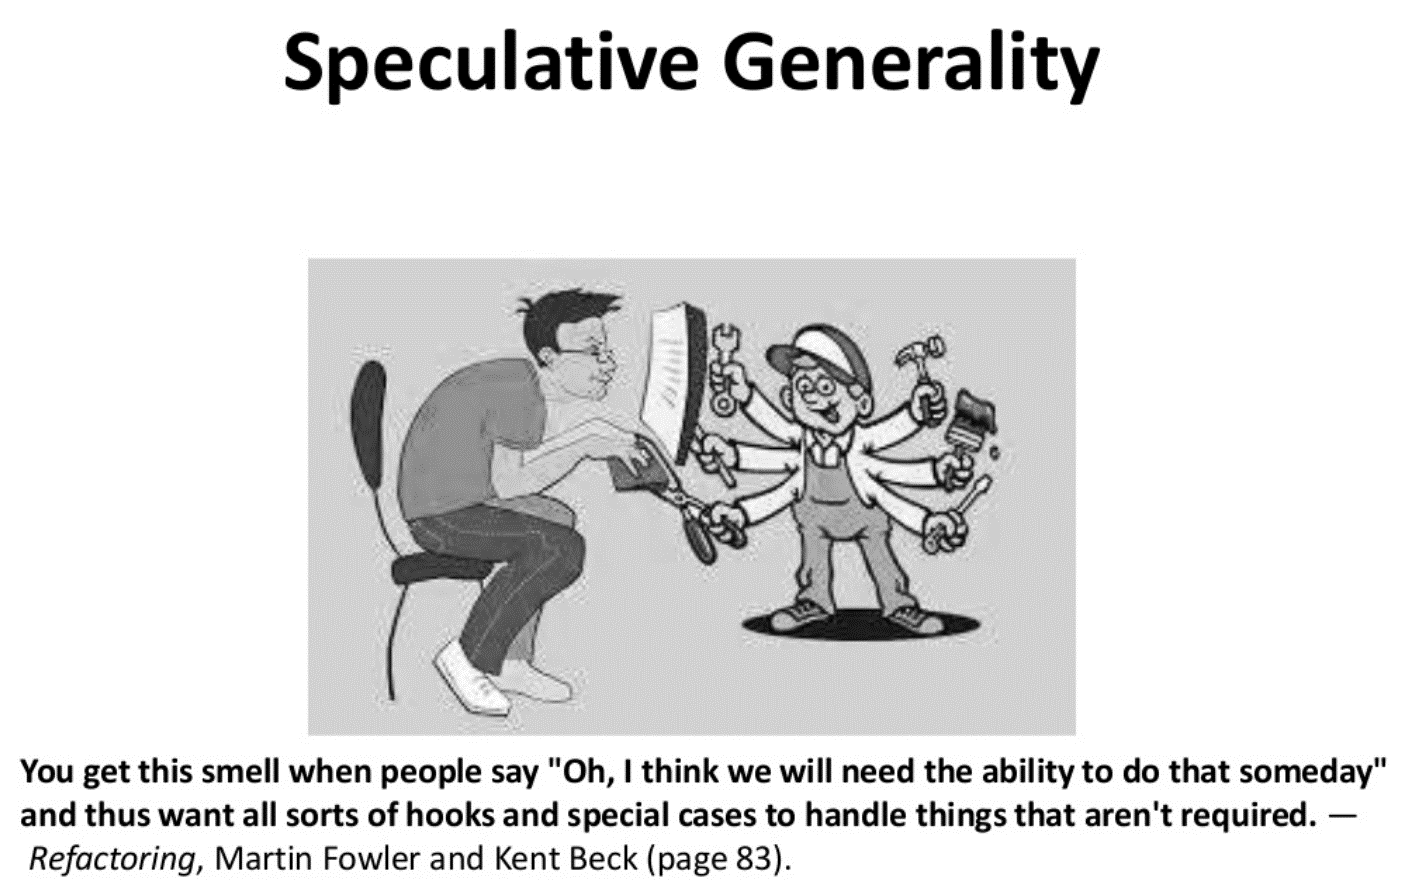 Speculative Generality
You get this smell when people say "Oh, I think we will need the ability to do that someday"
and thus want all sorts of hooks and special cases to handle things that aren't required. —
Refactoring, Martin Fowler and Kent Beck (page 83).